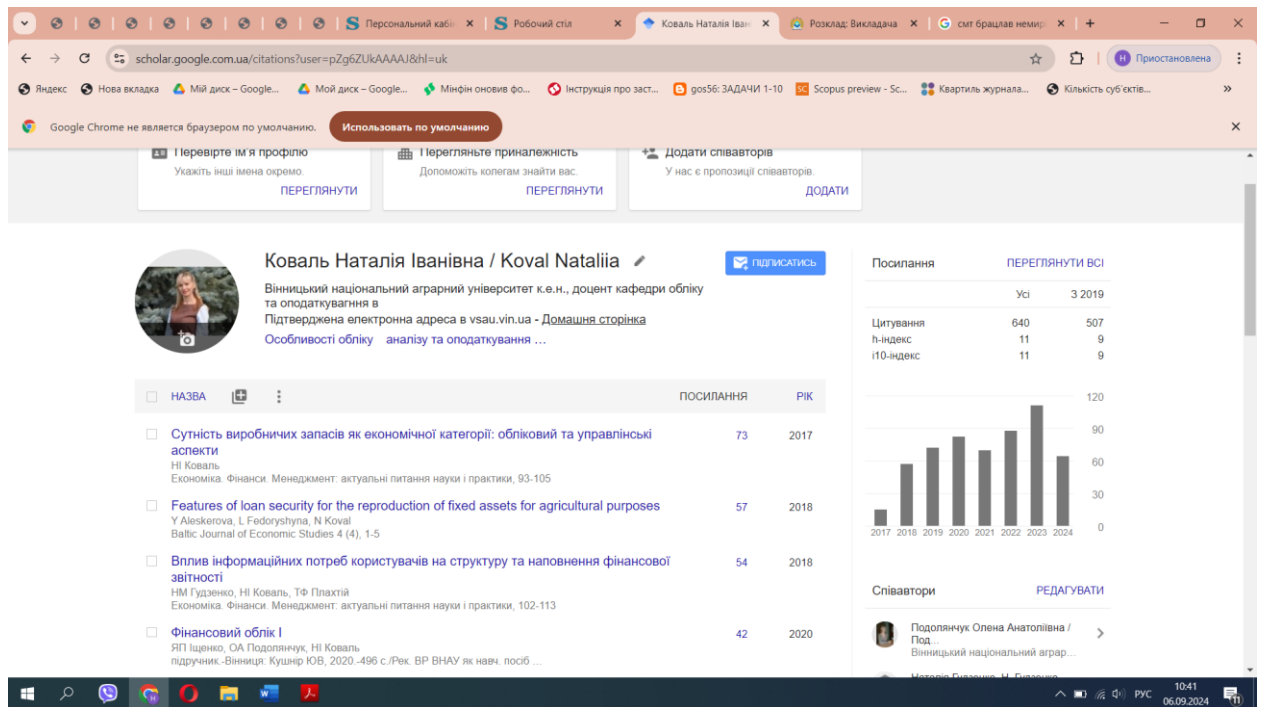 Персональний кабін
Робочий стіл
Коваль Наталія Івані
Розклад: Викладача
смт брацлав немир
scholar.google.com.ua/citations?user=pZg6ZUkAAAAJ&hl=uk
Н Приостановлена
Яндекс Нова вкладка Мій диск – Google... Мой диск – Google... Мінфін оновив фо... Інструкція про заст... gos56: ЗАДАЧИ 1-10 Scopus preview - Sc... Квартиль журнала... Кількість суб'єктів...
Google Chrome не является браузером по умолчанию. Использовать по умолчанию
Перевірте ім'я профілю
Укажіть інші імена окремо.
ПЕРЕГЛЯНУТИ
Перегляньте приналежність
Допоможіть колегам знайти вас.
ПЕРЕГЛЯНУТИ
Додати співавторів
У нас є пропозиції співавторів.
ДОДАТИ
Коваль Наталія Іванівна / Koval Nataliia
ПІДПИСАТИСЬ
Вінницький національний аграрний університет к.е.н., доцент кафедри обліку
та оподаткувагння в
Підтверджена електронна адреса в vsau.vin.ua - Домашня сторінка
Особливості обліку аналізу та оподаткування …
НАЗВА ПОСИЛАННЯ РІК
Сутність виробничих запасів як економічної категорії: обліковий та управлінські 73 2017
аспекти
НІ Коваль
Економіка. Фінанси. Менеджмент: актуальні питання науки і практики, 93-105
Features of loan security for the reproduction of fixed assets for agricultural purposes 57 2018
Y Aleskerova, L Fedoryshyna, N Koval
Baltic Journal of Economic Studies 4 (4), 1-5
Вплив інформаційних потреб користувачів на структуру та наповнення фінансової 54 2018
звітності
НМ Гудзенко, НІ Коваль, ТФ Плахтій
Економіка. Фінанси. Менеджмент: актуальні питання науки і практики, 102-113
Фінансовий облік І 42 2020
ЯП Іщенко, ОА Подолянчук, НІ Коваль
підручник.-Вінниця: Кушнір ЮВ, 2020.-496 с./Рек. ВР ВНАУ як навч. посіб …
Посилання ПЕРЕГЛЯНУТИ ВСІ
Усі З 2019
Цитування 640 507
h-індекс 11 9
i10-індекс 11 9
120
90
60
30
0
2017 2018 2019 2020 2021 2022 2023 2024
Співавтори РЕДАГУВАТИ
Подолянчук Олена Анатоліївна /
Под...
Вінницький національний аграр...
РУС
10:41
06.09.2024
11